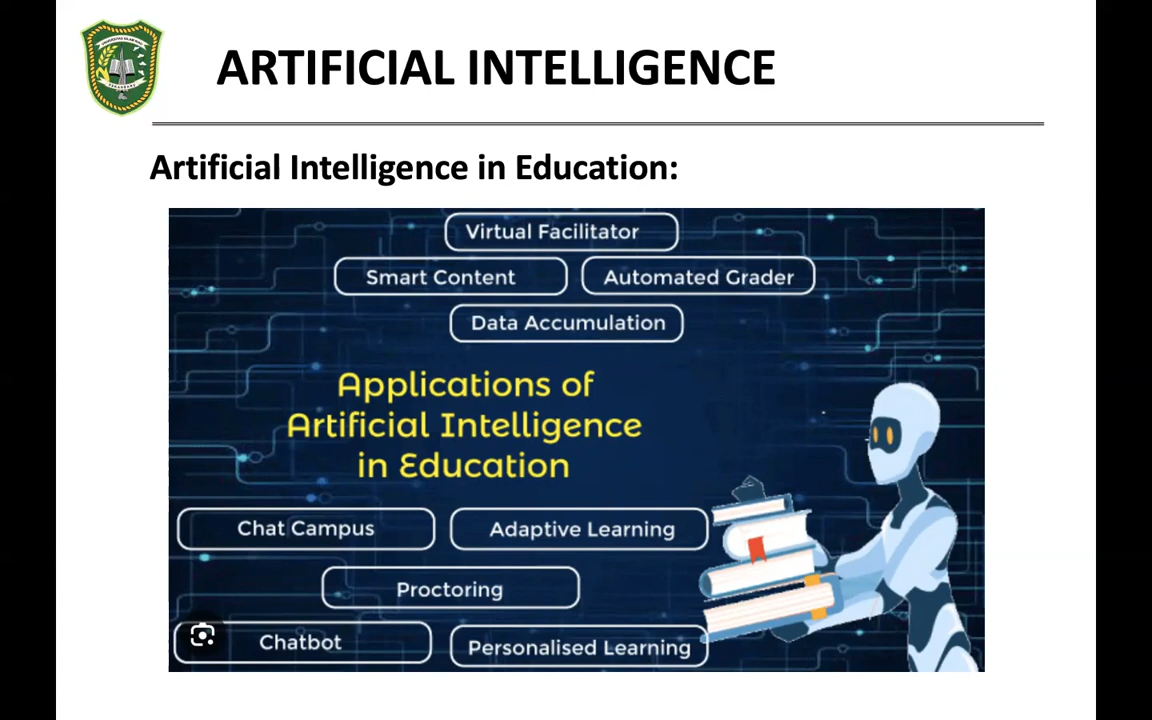 ARTIFICIAL INTELLIGENCE
Artificial Intelligence in Education:
Virtual Facilitator
Smart Content
Automated Grader
Data Accumulation
Applications of
Artificial Intelligence
in Education
Chat Campus
Adaptive Learning
Proctoring
Chatbot
Personalised Learning